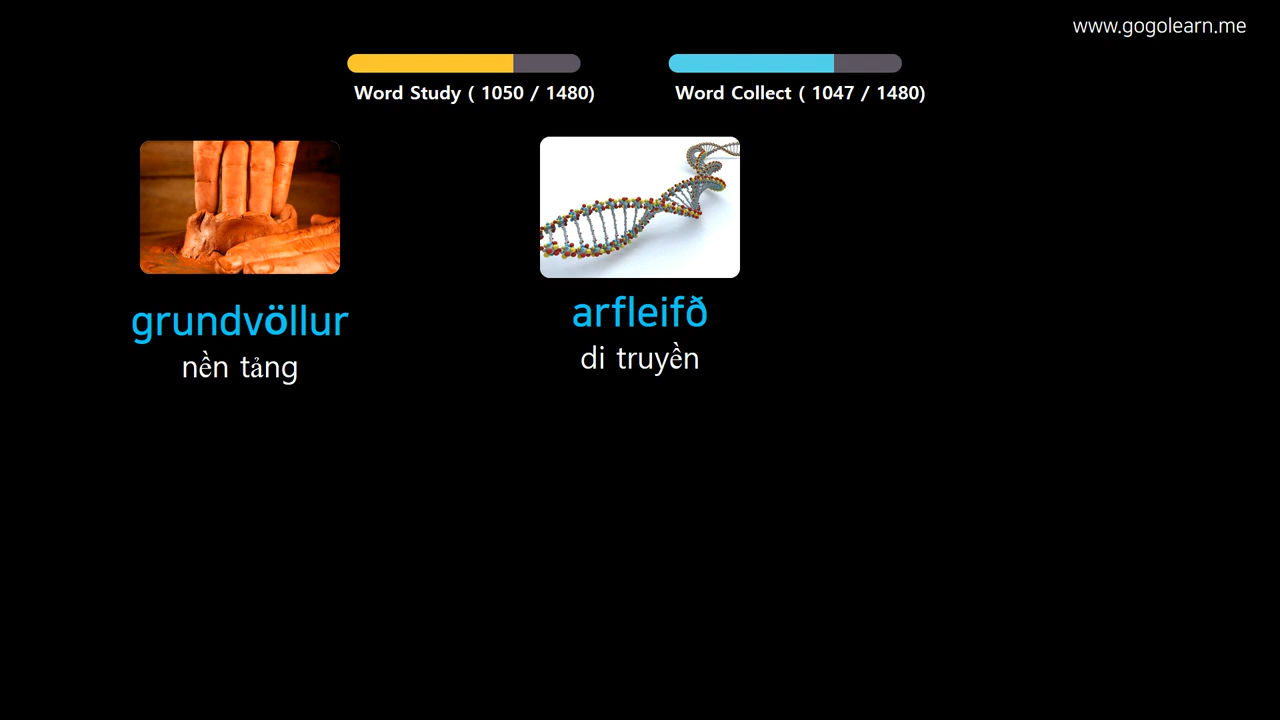 www.gogolearn.me
Word Study ( 1050 / 1480)
Word Collect ( 1047 / 1480)
grundvöllur
nền tảng
arfleifð
di truyền